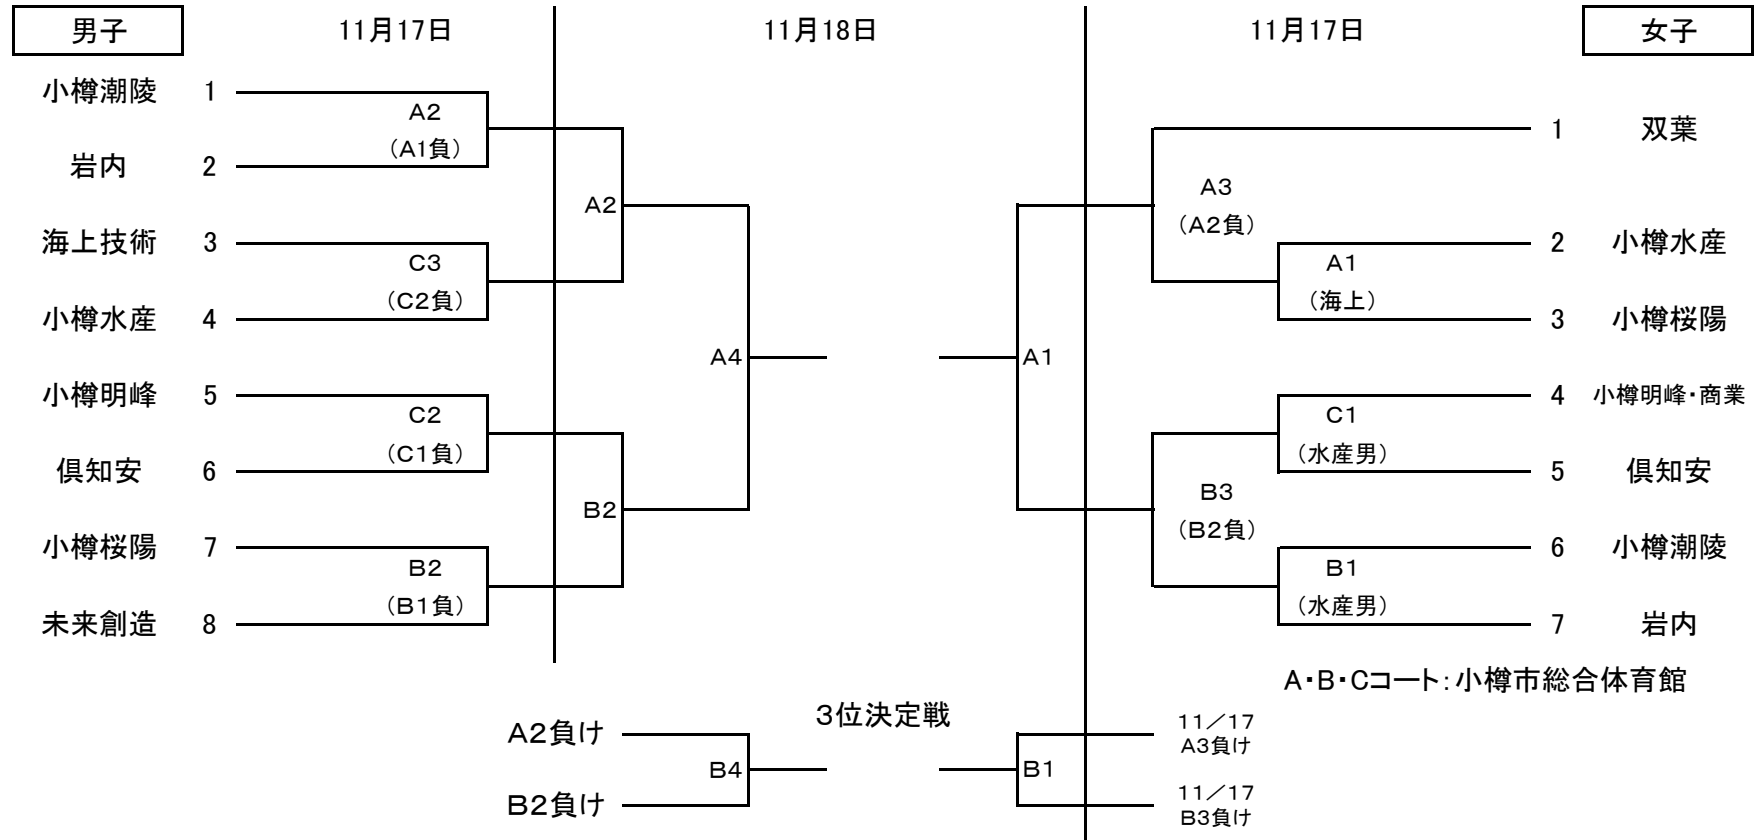 男子 11月17日 11月18日 11月17日 女子
小樽潮陵 1
A2
(A1負)
岩内 2
海上技術 3
C3
(C2負)
小樽水産 4
小樽明峰 5
C2
(C1負)
倶知安 6
小樽桜陽 7
B2
(B1負)
未来創造 8
A2
B2
A4
A1
A3
(A2負)
B3
(B2負)
1 双葉
2 小樽水産
A1
(海上)
3 小樽桜陽
4 小樽明峰・商業
C1
(水産男)
5 倶知安
6 小樽潮陵
B1
(水産男)
7 岩内
A・B・Cコート：小樽市総合体育館
3位決定戦
A2負け
B4
B2負け
B1
11/17
A3負け
11/17
B3負け